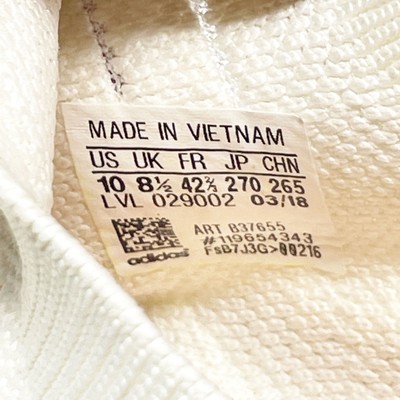 MADE IN VIETNAM
US UK FR JP CHN
10 8½ 42⅔ 270 265
LVL 029002 03/18
ART B37655
#119654343
FsB7J3G>00216
adidas